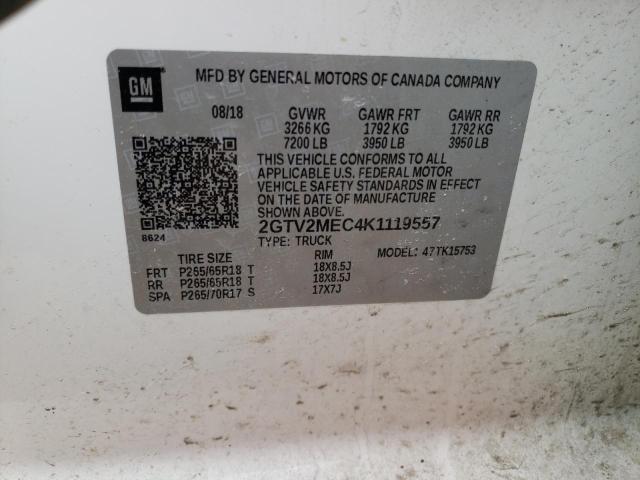 GM
MFD BY GENERAL MOTORS OF CANADA COMPANY
08/18 GVWR GAWR FRT GAWR RR
3266 KG 1792 KG 1792 KG
7200 LB 3950 LB 3950 LB
THIS VEHICLE CONFORMS TO ALL
APPLICABLE U.S. FEDERAL MOTOR
VEHICLE SAFETY STANDARDS IN EFFECT
ON THE DATE OF MANUFACTURE
SHOWN ABOVE.
2GTV2MEC4K1119557
8624 TYPE: TRUCK MODEL: 47TK15753
TIRE SIZE RIM
FRT P265/65R18 T 18X8.5J
RR P265/65R18 T 18X8.5J
SPA P265/70R17 S 17X7J